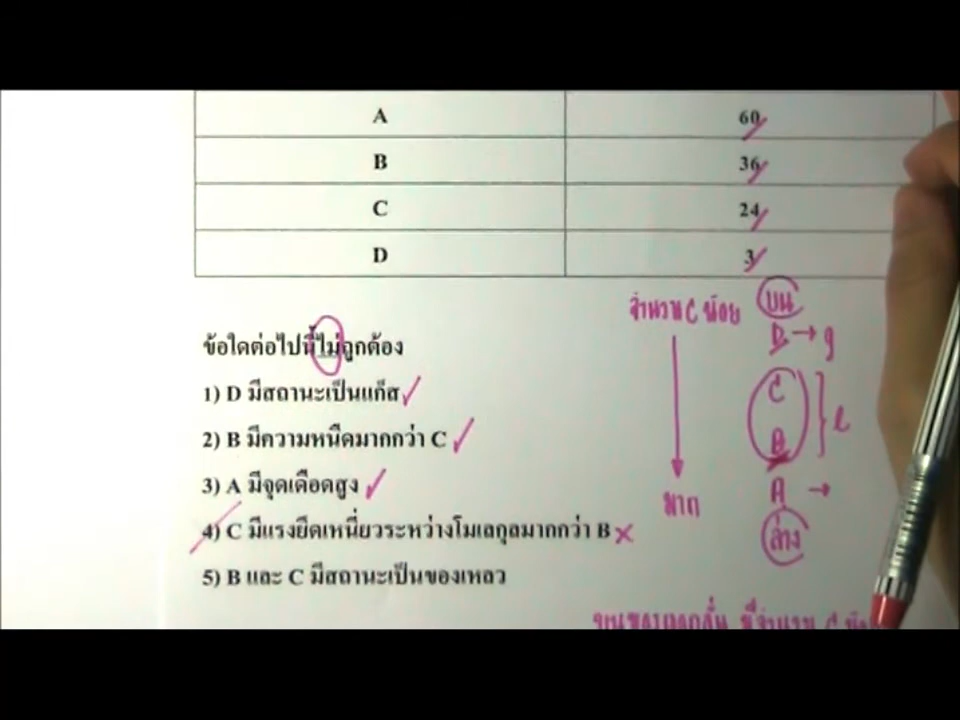 A 60
B 36
C 24
D 3
ข้อใดต่อไปนี้ไม่ถูกต้อง
1) D มีสถานะเป็นแก๊ส ✓
2) B มีความหนืดมากกว่า C ✓
3) A มีจุดเดือดสูง ✓
4) C มีแรงยึดเหนี่ยวระหว่างโมเลกุลมากกว่า B ×
5) B และ C มีสถานะเป็นของเหลว
จำนวน C น้อย
มาก
บน
D → g
C
B
l
A →
ล่าง